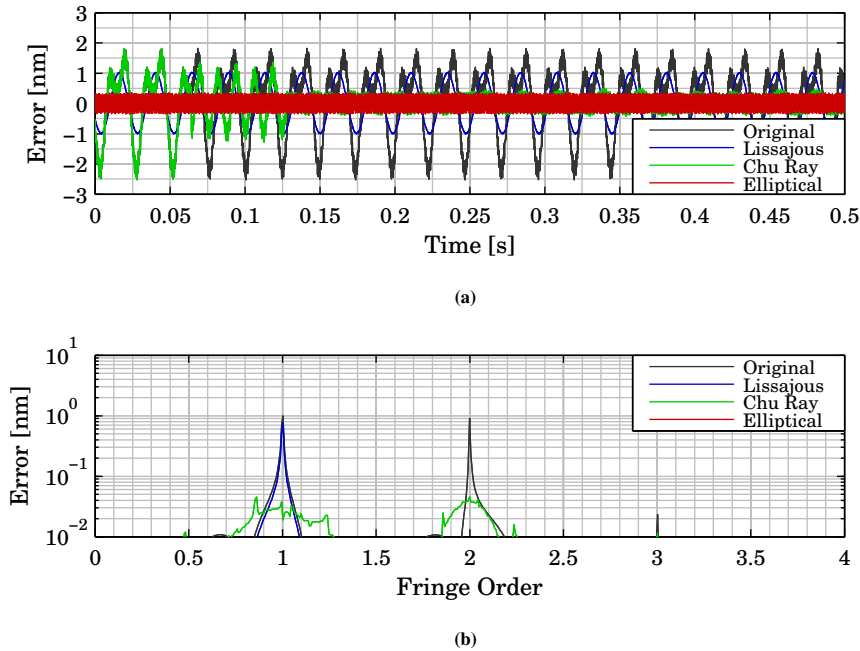 3
2
1
0
−1
−2
−3
Error [nm]
Original
Lissajous
Chu Ray
Elliptical
0 0.05 0.1 0.15 0.2 0.25 0.3 0.35 0.4 0.45 0.5
Time [s]
(a)
10^1
10^0
10^−1
10^−2
Error [nm]
Original
Lissajous
Chu Ray
Elliptical
0 0.5 1 1.5 2 2.5 3 3.5 4
Fringe Order
(b)